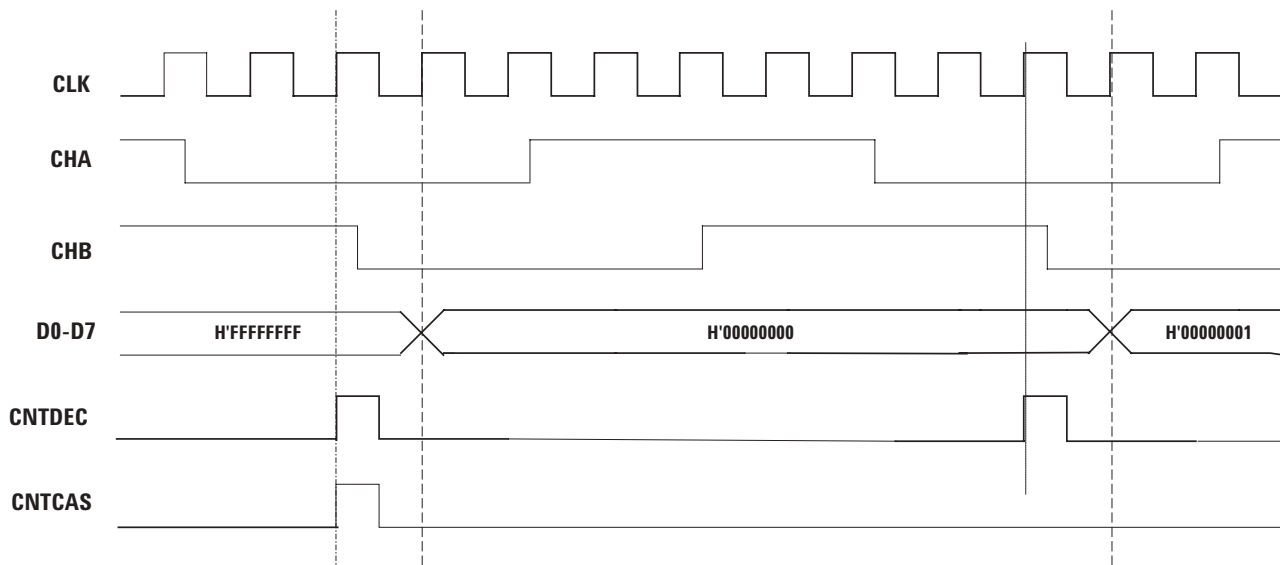 CLK
CHA
CHB
D0-D7 H'FFFFFFFF H'00000000 H'00000001
CNTDEC
CNTCAS